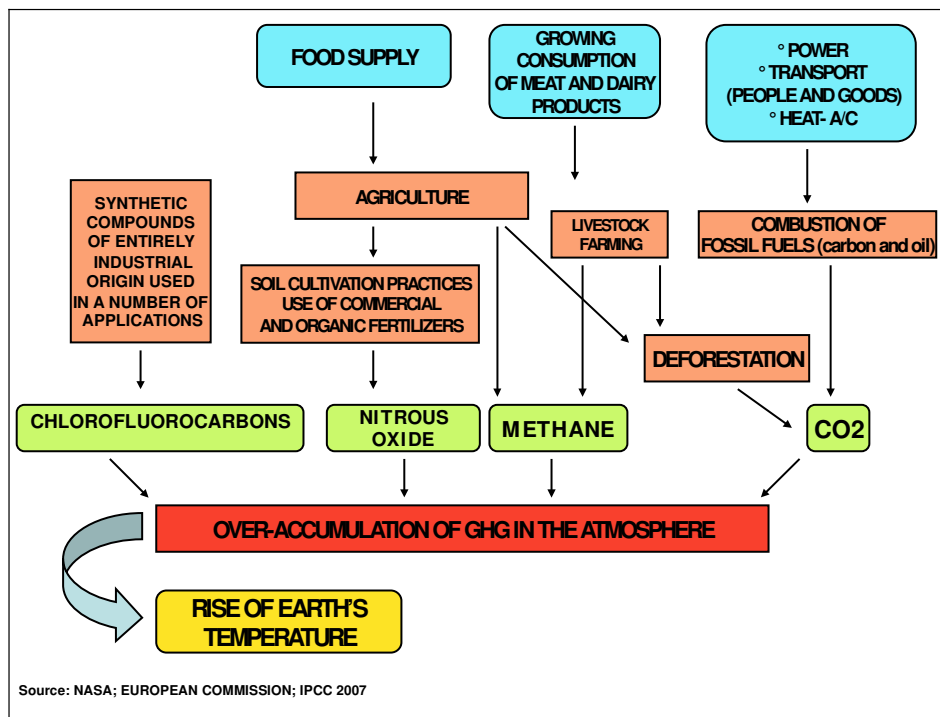 FOOD SUPPLY
GROWING
CONSUMPTION
OF MEAT AND DAIRY
PRODUCTS
° POWER
° TRANSPORT
(PEOPLE AND GOODS)
° HEAT- A/C
SYNTHETIC
COMPOUNDS
OF ENTIRELY
INDUSTRIAL
ORIGIN USED
IN A NUMBER OF
APPLICATIONS
AGRICULTURE
LIVESTOCK
FARMING
COMBUSTION OF
FOSSIL FUELS (carbon and oil)
SOIL CULTIVATION PRACTICES
USE OF COMMERCIAL
AND ORGANIC FERTILIZERS
DEFORESTATION
CHLOROFLUOROCARBONS
NITROUS
OXIDE
METHANE
CO2
OVER-ACCUMULATION OF GHG IN THE ATMOSPHERE
RISE OF EARTH'S
TEMPERATURE
Source: NASA; EUROPEAN COMMISSION; IPCC 2007